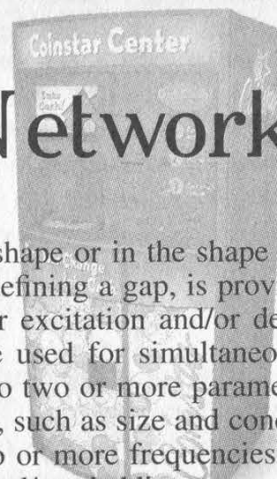 Coinstar Center
Network
shape or in the shape
efining a gap, is prov
r excitation and/or de
e used for simultaneo
o two or more parame
, such as size and cond
o or more frequencies